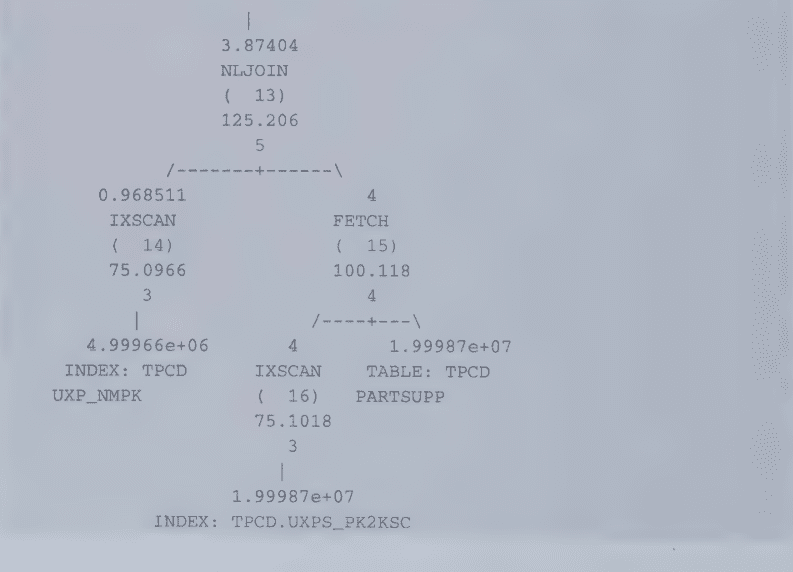 |
3.87404
NLJOIN
( 13)
125.206
5
/-------+------\
0.968511 4
IXSCAN FETCH
( 14) ( 15)
75.0966 100.118
3 4
| /----+---\
4.99966e+06 4 1.99987e+07
INDEX: TPCD IXSCAN TABLE: TPCD
UXP_NMPK ( 16) PARTSUPP
75.1018
3
|
1.99987e+07
INDEX: TPCD.UXPS_PK2KSC